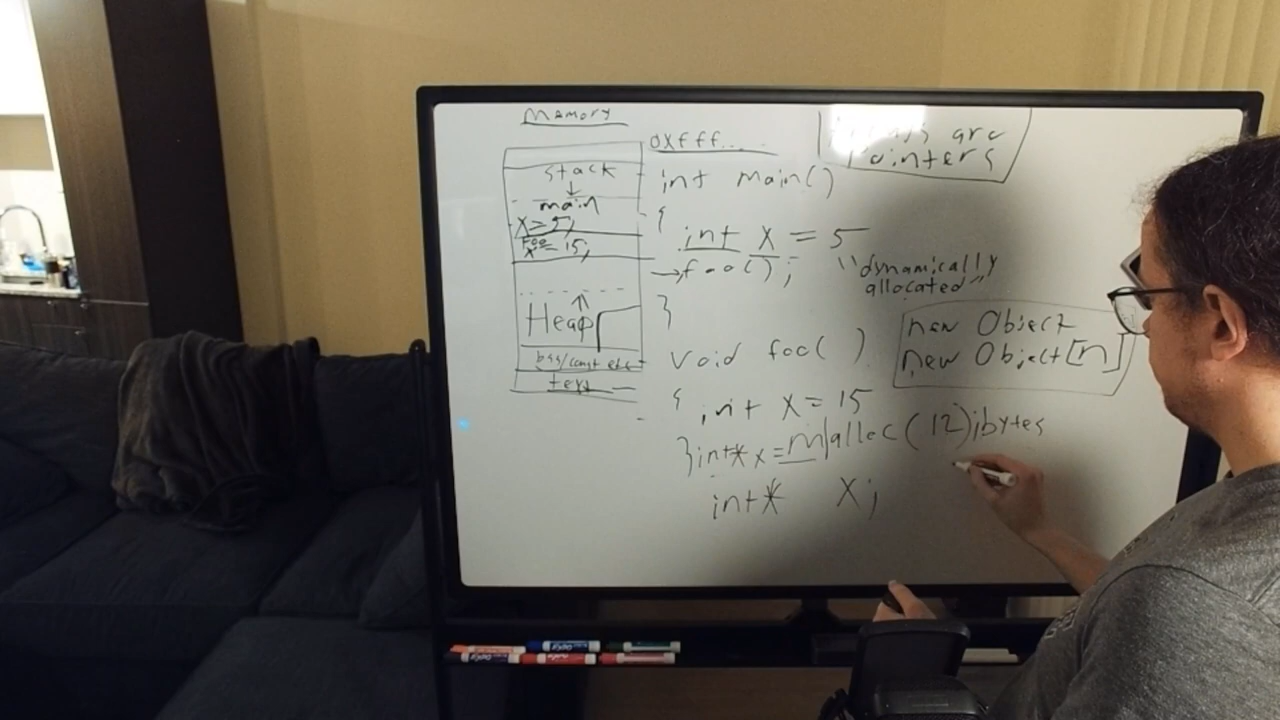 Memory
0xfff....
stack
main
X = 5;
Foo
x = 15;
Heap
bss/const etc
text
are
pointers
int main()
{
int x = 5
→foo();
}
"dynamically
allocated"
new Object
new Object[n]
void foo( )
{ int x = 15
}int* x = malloc(12);bytes
int* x;